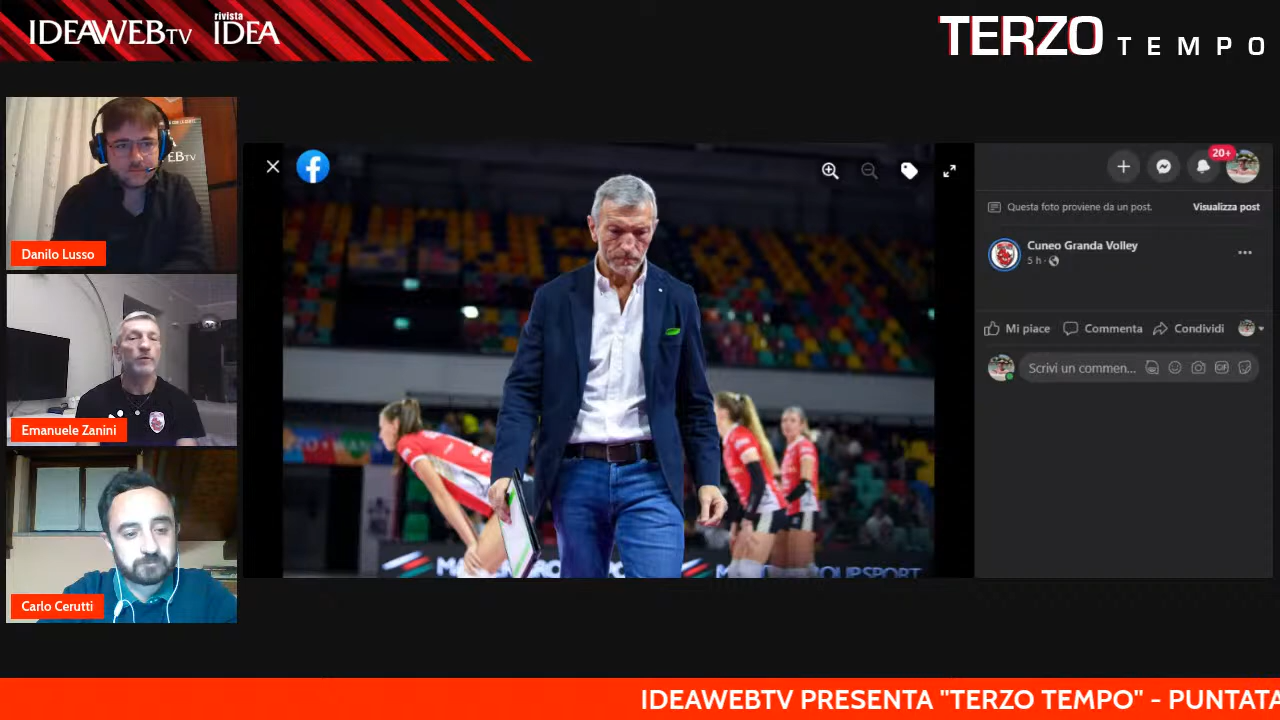 IDEAWEBTV rivista IDEA
TERZO TEMPO
Danilo Lusso
Emanuele Zanini
Carlo Cerutti
20+
Questa foto proviene da un post. Visualizza post
Cuneo Granda Volley
5 h ·
Mi piace Commenta Condividi
Scrivi un commen...
GIF
IDEAWEBTV PRESENTA "TERZO TEMPO" - PUNTATA